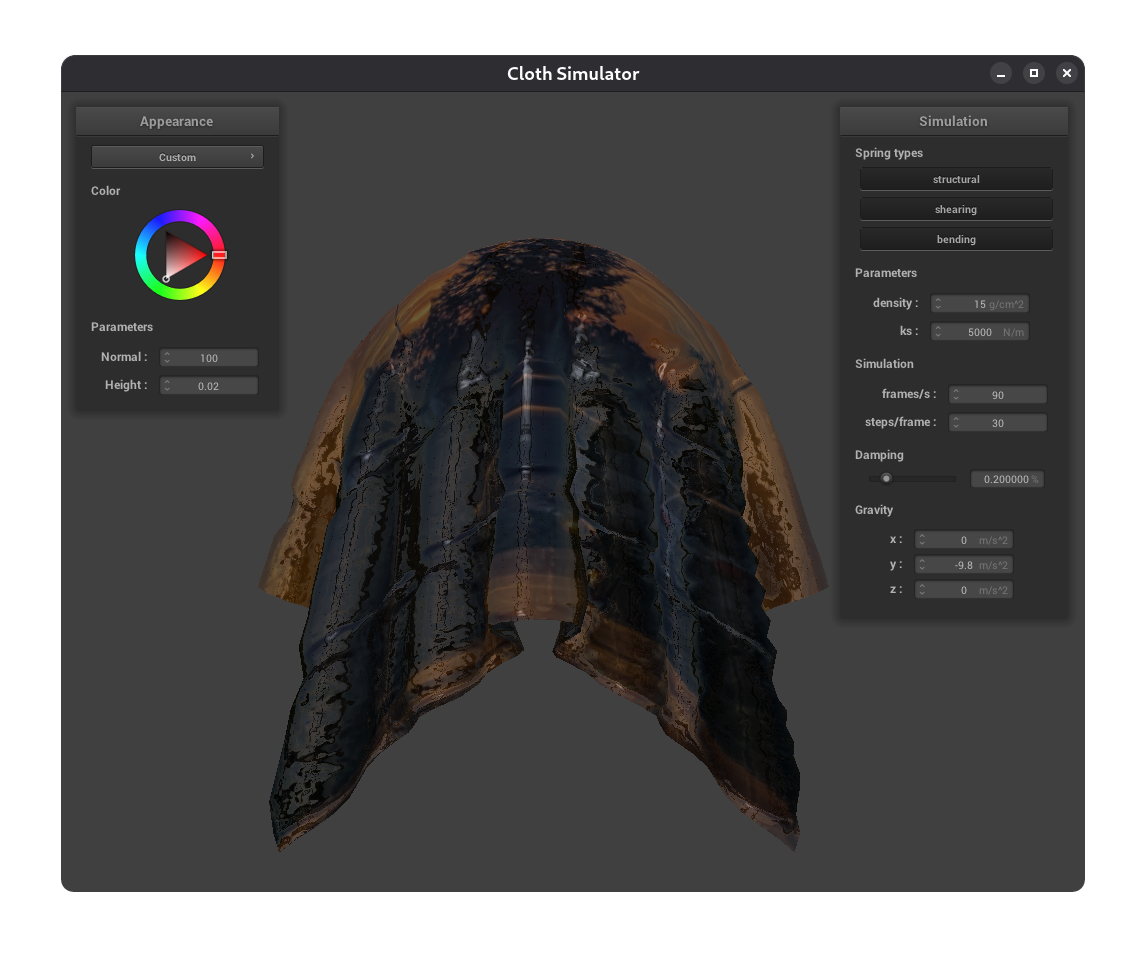 Cloth Simulator
Appearance
Custom
Color
Parameters
Normal : 100
Height : 0.02
Simulation
Spring types
structural
shearing
bending
Parameters
density : 15 g/cm^2
ks : 5000 N/m
Simulation
frames/s : 90
steps/frame : 30
Damping
0.200000 %
Gravity
x : 0 m/s^2
y : -9.8 m/s^2
z : 0 m/s^2